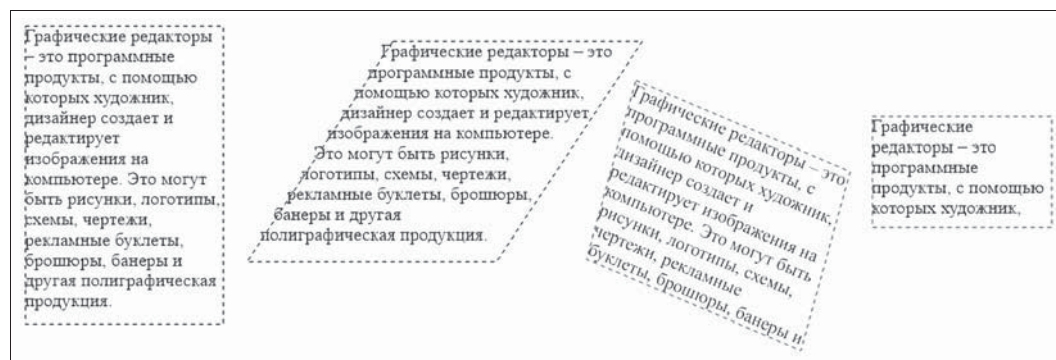 Графические редакторы
– это программные
продукты, с помощью
которых художник,
дизайнер создает и
редактирует
изображения на
компьютере. Это могут
быть рисунки, логотипы,
схемы, чертежи,
рекламные буклеты,
брошюры, банеры и
другая полиграфическая
продукция.
Графические редакторы – это
программные продукты, с
помощью которых художник,
дизайнер создает и редактирует
изображения на компьютере.
Это могут быть рисунки,
логотипы, схемы, чертежи,
рекламные буклеты, брошюры,
банеры и другая
полиграфическая продукция.
Графические редакторы – это
программные продукты, с
помощью которых художник,
дизайнер создает и
редактирует изображения на
компьютере. Это могут быть
рисунки, логотипы, схемы,
чертежи, рекламные
буклеты, брошюры, банеры и
Графические
редакторы – это
программные
продукты, с помощью
которых художник,